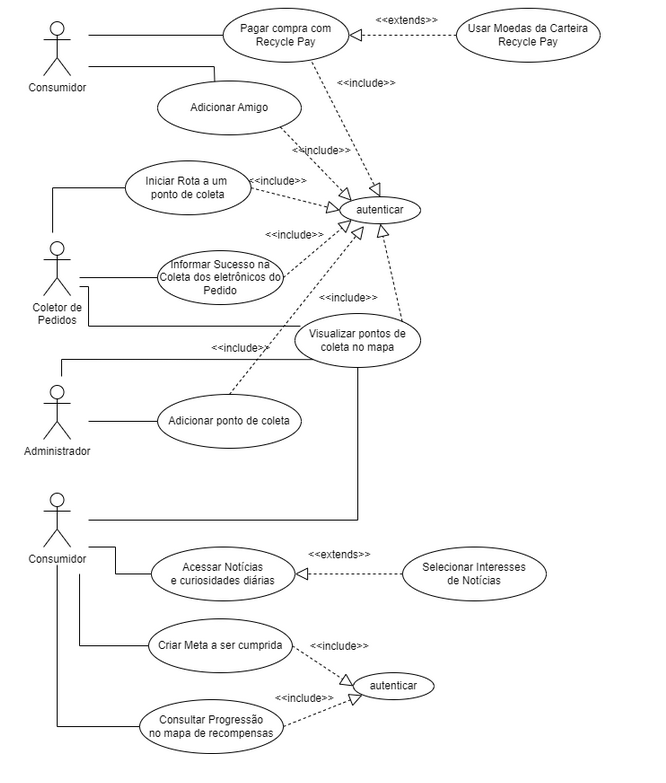 Pagar compra com
Recycle Pay
<<extends>>
Usar Moedas da Carteira
Recycle Pay
Consumidor
<<include>>
Adicionar Amigo
<<include>>
Iniciar Rota a um
ponto de coleta
<<include>>
autenticar
<<include>>
Informar Sucesso na
Coleta dos eletrônicos do
Pedido
Coletor de
Pedidos
<<include>>
Visualizar pontos de
coleta no mapa
<<include>>
Adicionar ponto de coleta
Administrador
Consumidor
<<extends>>
Acessar Notícias
e curiosidades diárias
Selecionar Interesses
de Notícias
Criar Meta a ser cumprida
<<include>>
autenticar
<<include>>
Consultar Progressão
no mapa de recompensas